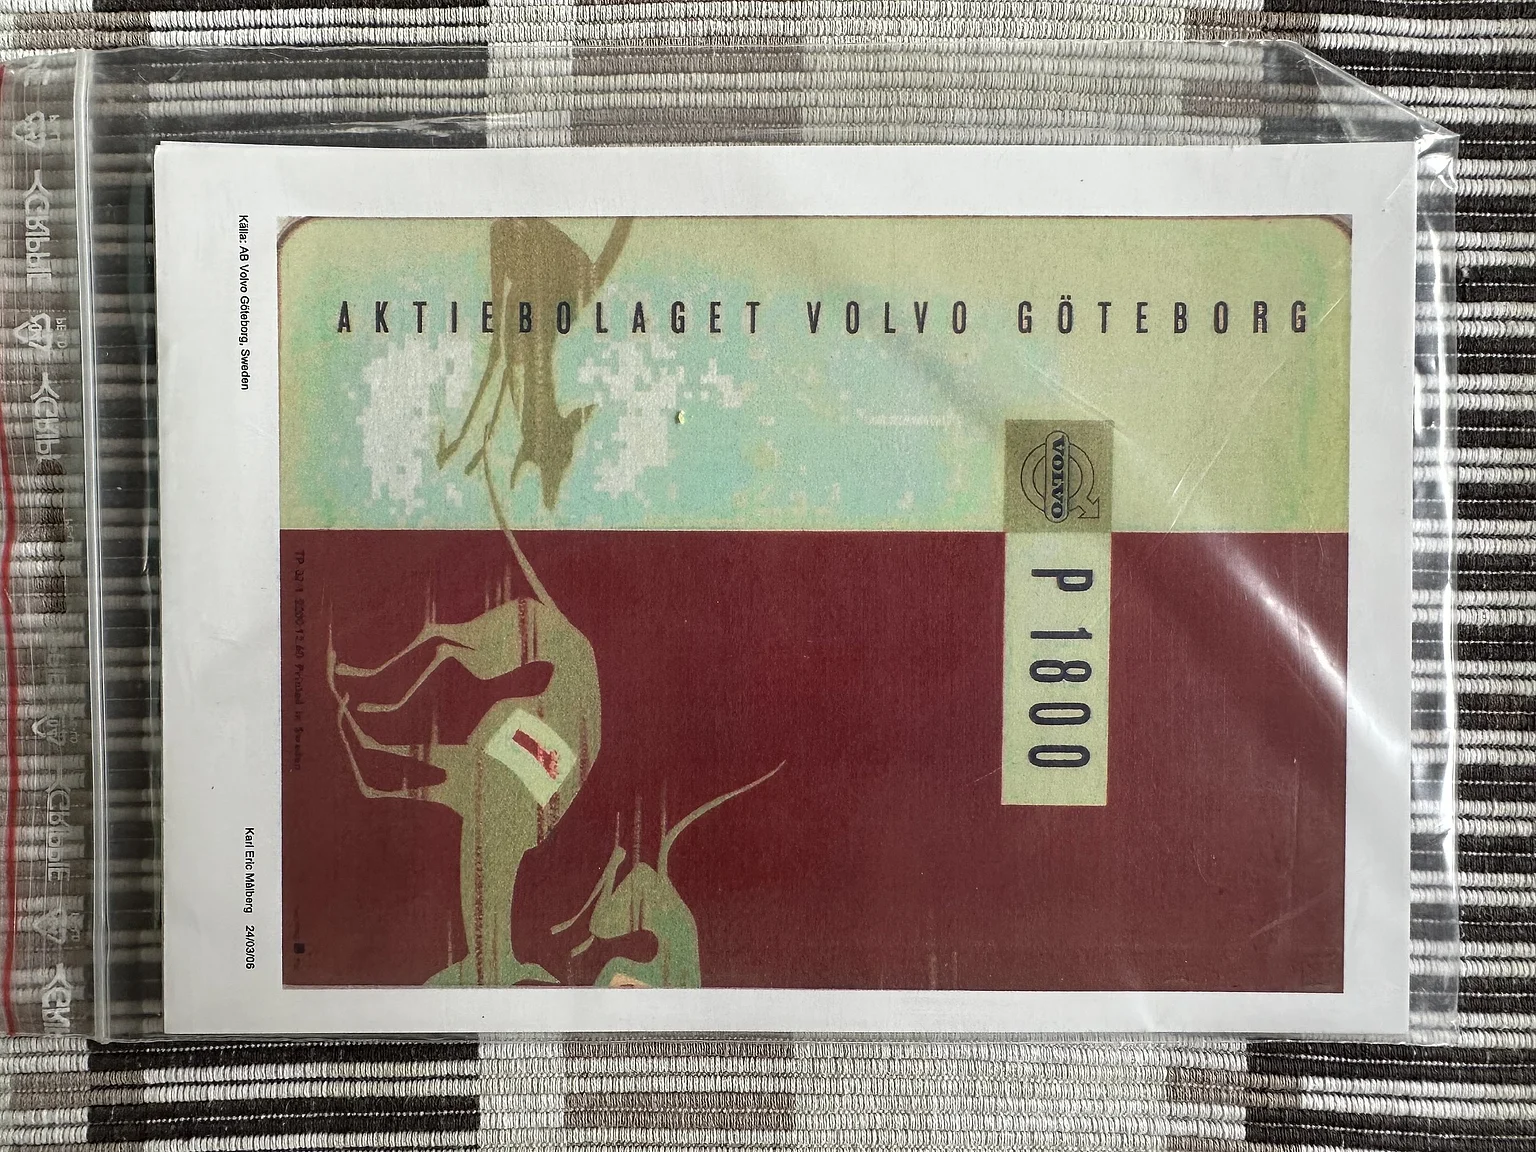 AKTIEBOLAGET VOLVO GÖTEBORG
VOLVO
P 1800
Printed in Sweden
Källa: AB Volvo Göteborg, Sweden
Karl Eric Målberg 24/03/06